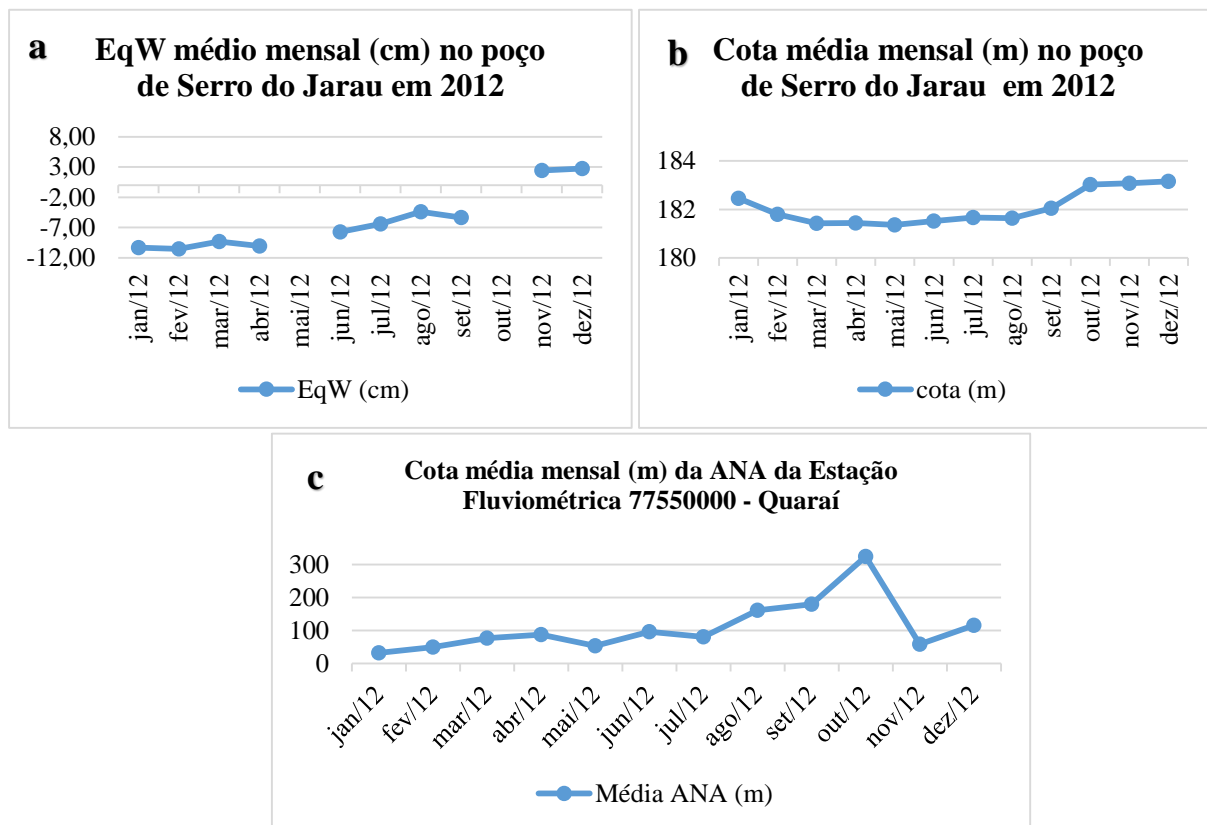 a
EqW médio mensal (cm) no poço
de Serro do Jarau em 2012
8,00
3,00
-2,00
-7,00
-12,00
jan/12
fev/12
mar/12
abr/12
mai/12
jun/12
jul/12
ago/12
set/12
out/12
nov/12
dez/12
EqW (cm)
b
Cota média mensal (m) no poço
de Serro do Jarau em 2012
184
182
180
jan/12
fev/12
mar/12
abr/12
mai/12
jun/12
jul/12
ago/12
set/12
out/12
nov/12
dez/12
cota (m)
c
Cota média mensal (m) da ANA da Estação
Fluviométrica 77550000 - Quaraí
300
200
100
0
jan/12
fev/12
mar/12
abr/12
mai/12
jun/12
jul/12
ago/12
set/12
out/12
nov/12
dez/12
Média ANA (m)